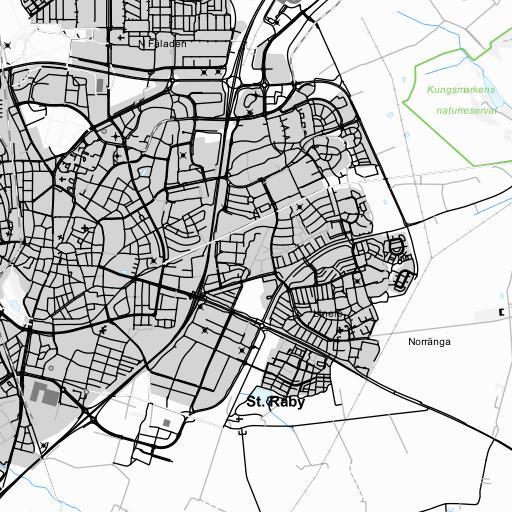 N Fäladen
Kungsmarkens
naturreservat
Norränga
St. Råby